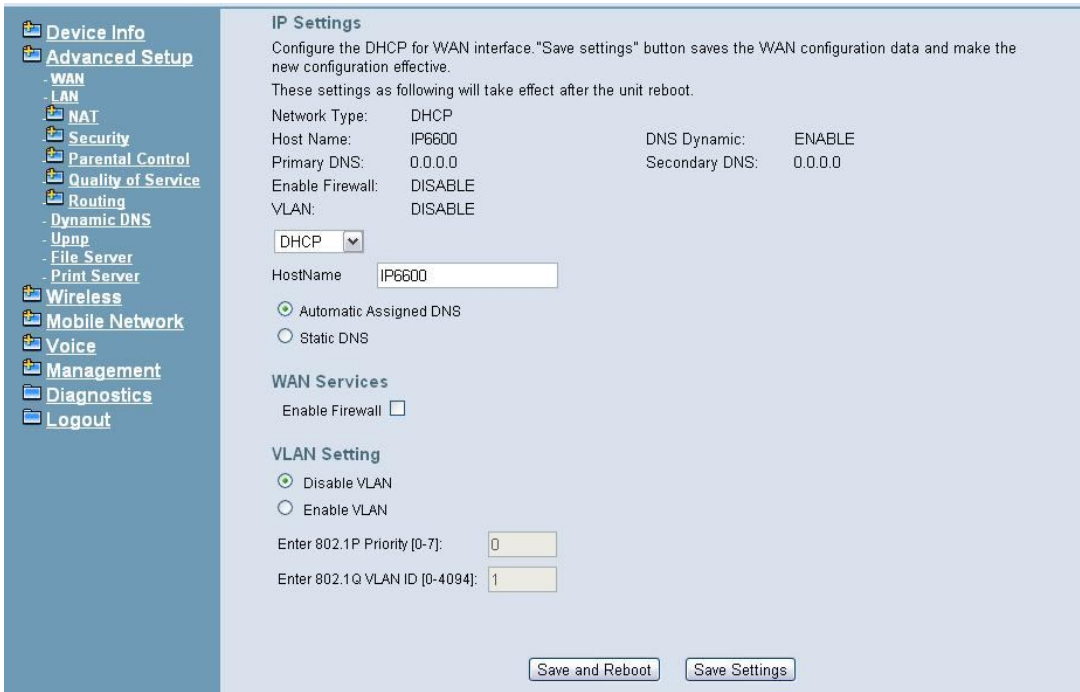 Device Info
Advanced Setup
- WAN
- LAN
NAT
Security
Parental Control
Quality of Service
Routing
- Dynamic DNS
- Upnp
- File Server
- Print Server
Wireless
Mobile Network
Voice
Management
Diagnostics
Logout
IP Settings
Configure the DHCP for WAN interface."Save settings" button saves the WAN configuration data and make the
new configuration effective.
These settings as following will take effect after the unit reboot.
Network Type: DHCP
Host Name: IP6600 DNS Dynamic: ENABLE
Primary DNS: 0.0.0.0 Secondary DNS: 0.0.0.0
Enable Firewall: DISABLE
VLAN: DISABLE
DHCP
HostName IP6600
Automatic Assigned DNS
Static DNS
WAN Services
Enable Firewall
VLAN Setting
Disable VLAN
Enable VLAN
Enter 802.1P Priority [0-7]: 0
Enter 802.1Q VLAN ID [0-4094]: 1
Save and Reboot Save Settings